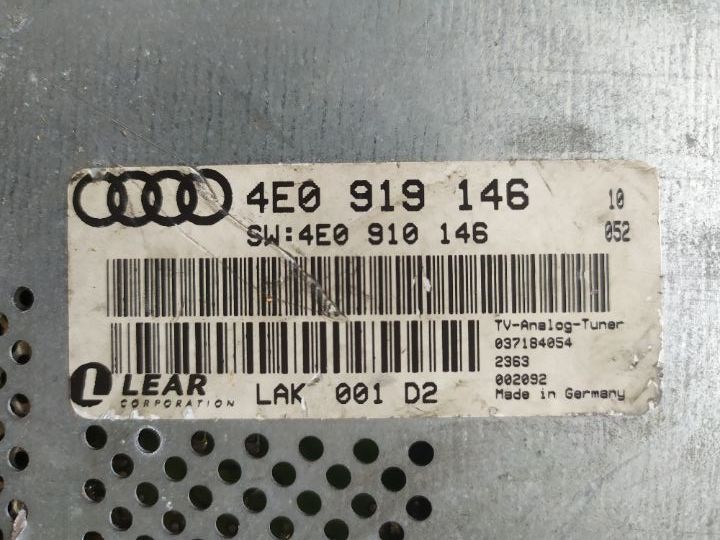 4E0 919 146 10
SW:4E0 910 146 052
TV-Analog-Tuner
037184054
2363
002092
Made in Germany
L LEAR
CORPORATION
LAK 001 D2